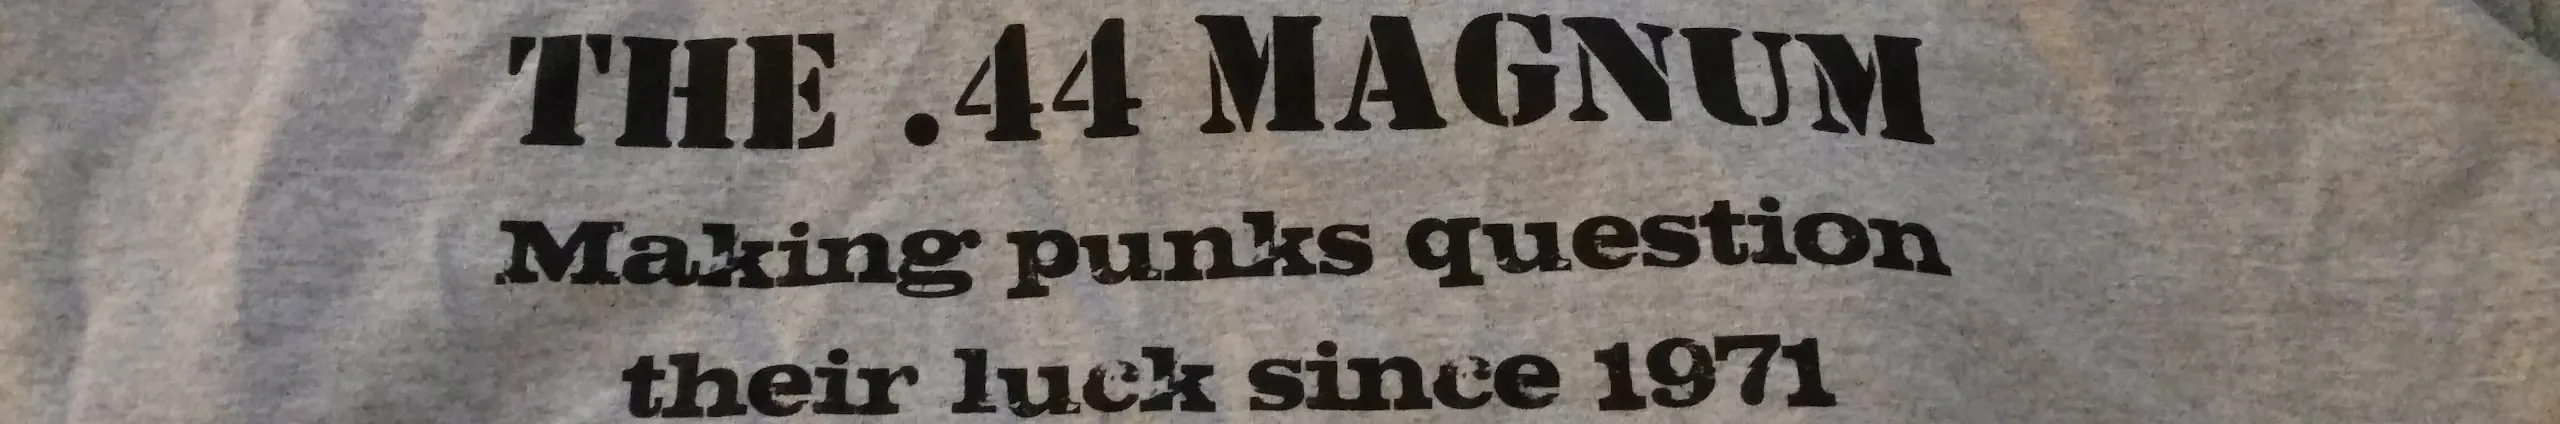 THE .44 MAGNUM
Making punks question
their luck since 1971